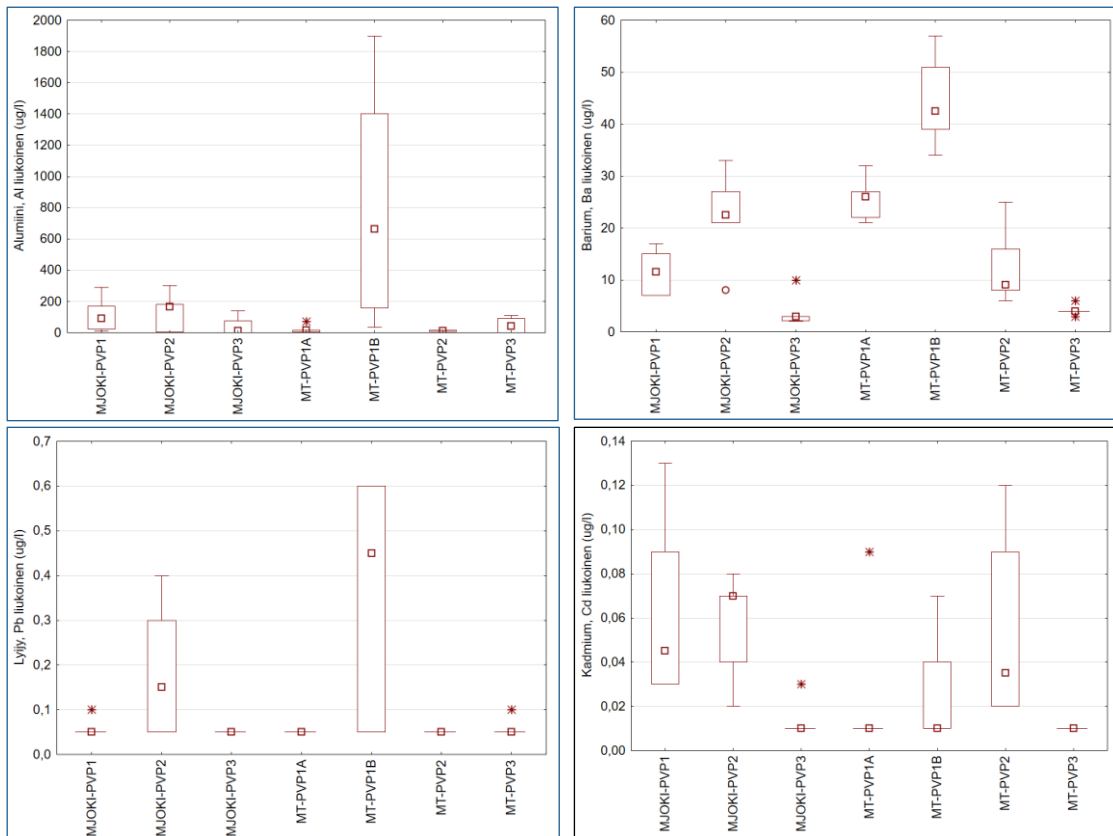 Alumiini, Al liukoinen (ug/l)
2000
1800
1600
1400
1200
1000
800
600
400
200
0
MJOKI-PVP1
MJOKI-PVP2
MJOKI-PVP3
MT-PVP1A
MT-PVP1B
MT-PVP2
MT-PVP3
Barium, Ba liukoinen (ug/l)
60
50
40
30
20
10
0
MJOKI-PVP1
MJOKI-PVP2
MJOKI-PVP3
MT-PVP1A
MT-PVP1B
MT-PVP2
MT-PVP3
Lyijy, Pb liukoinen (ug/l)
0,7
0,6
0,5
0,4
0,3
0,2
0,1
0,0
MJOKI-PVP1
MJOKI-PVP2
MJOKI-PVP3
MT-PVP1A
MT-PVP1B
MT-PVP2
MT-PVP3
Kadmium, Cd liukoinen (ug/l)
0,14
0,12
0,10
0,08
0,06
0,04
0,02
0,00
MJOKI-PVP1
MJOKI-PVP2
MJOKI-PVP3
MT-PVP1A
MT-PVP1B
MT-PVP2
MT-PVP3